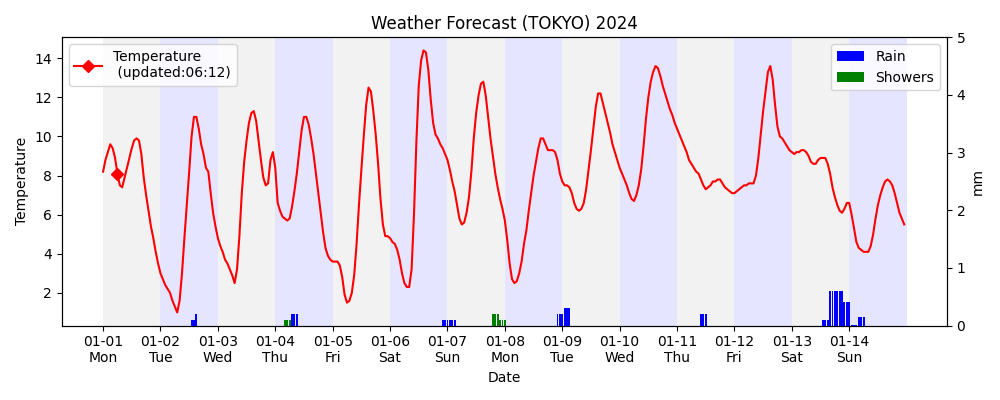 Weather Forecast (TOKYO) 2024
Temperature
(updated:06:12)
Rain
Showers
Temperature
14
12
10
8
6
4
2
5
4
3
2
1
0
mm
01-01 01-02 01-03 01-04 01-05 01-06 01-07 01-08 01-09 01-10 01-11 01-12 01-13 01-14
Mon Tue Wed Thu Fri Sat Sun Mon Tue Wed Thu Fri Sat Sun
Date